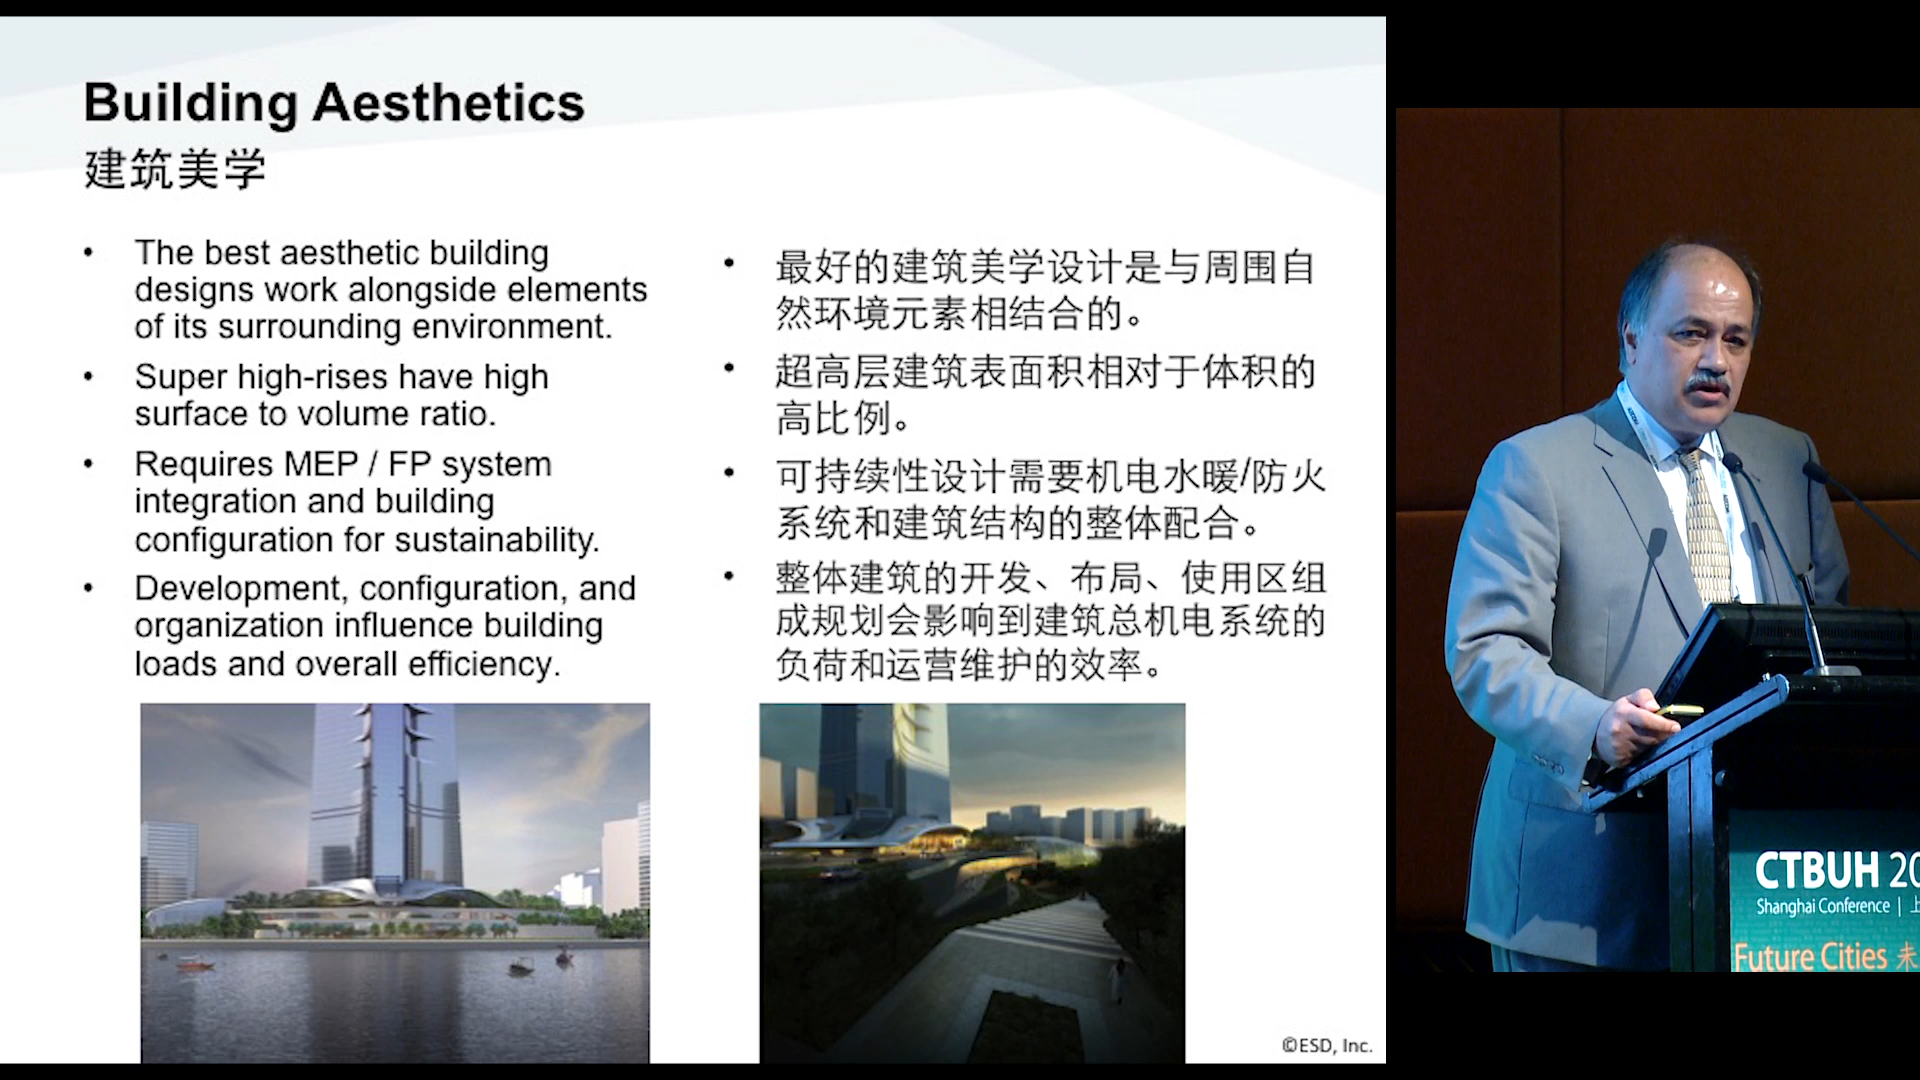 Building Aesthetics
建筑美学
• The best aesthetic building
designs work alongside elements
of its surrounding environment.
• Super high-rises have high
surface to volume ratio.
• Requires MEP / FP system
integration and building
configuration for sustainability.
• Development, configuration, and
organization influence building
loads and overall efficiency.
• 最好的建筑美学设计是与周围自
然环境元素相结合的。
• 超高层建筑表面积相对于体积的
高比例。
• 可持续性设计需要机电水暖/防火
系统和建筑结构的整体配合。
• 整体建筑的开发、布局、使用区组
成规划会影响到建筑总机电系统的
负荷和运营维护的效率。
©ESD, Inc.
CTBUH 20
Shanghai Conference | 上
Future Cities 未